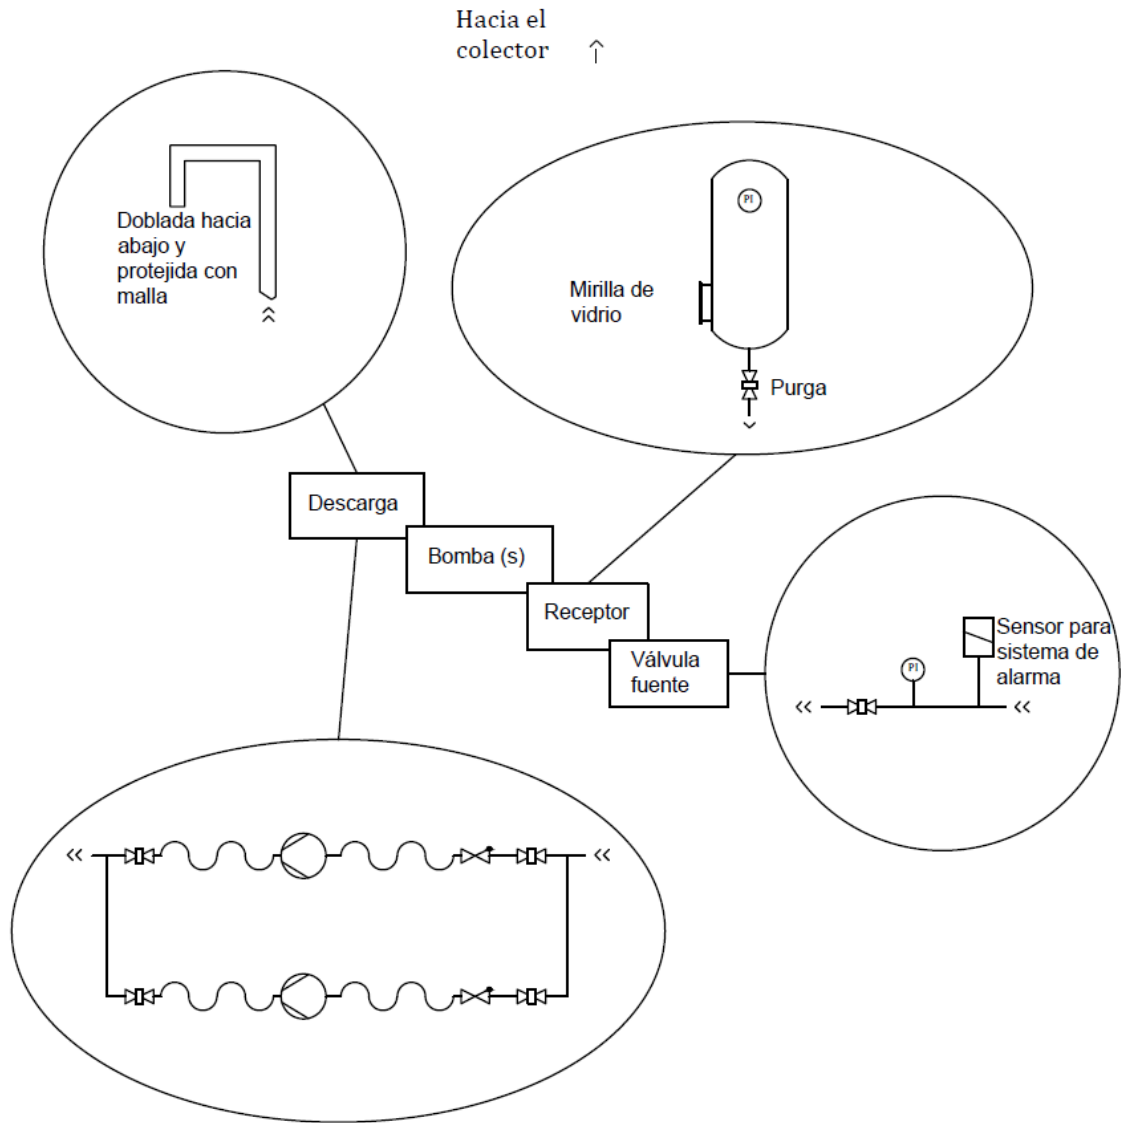 Hacia el
colector
Doblada hacia
abajo y
protejida con
malla
PI
Mirilla de
vidrio
Purga
Descarga
Bomba (s)
Receptor
Válvula
fuente
Sensor para
sistema de
alarma
PI